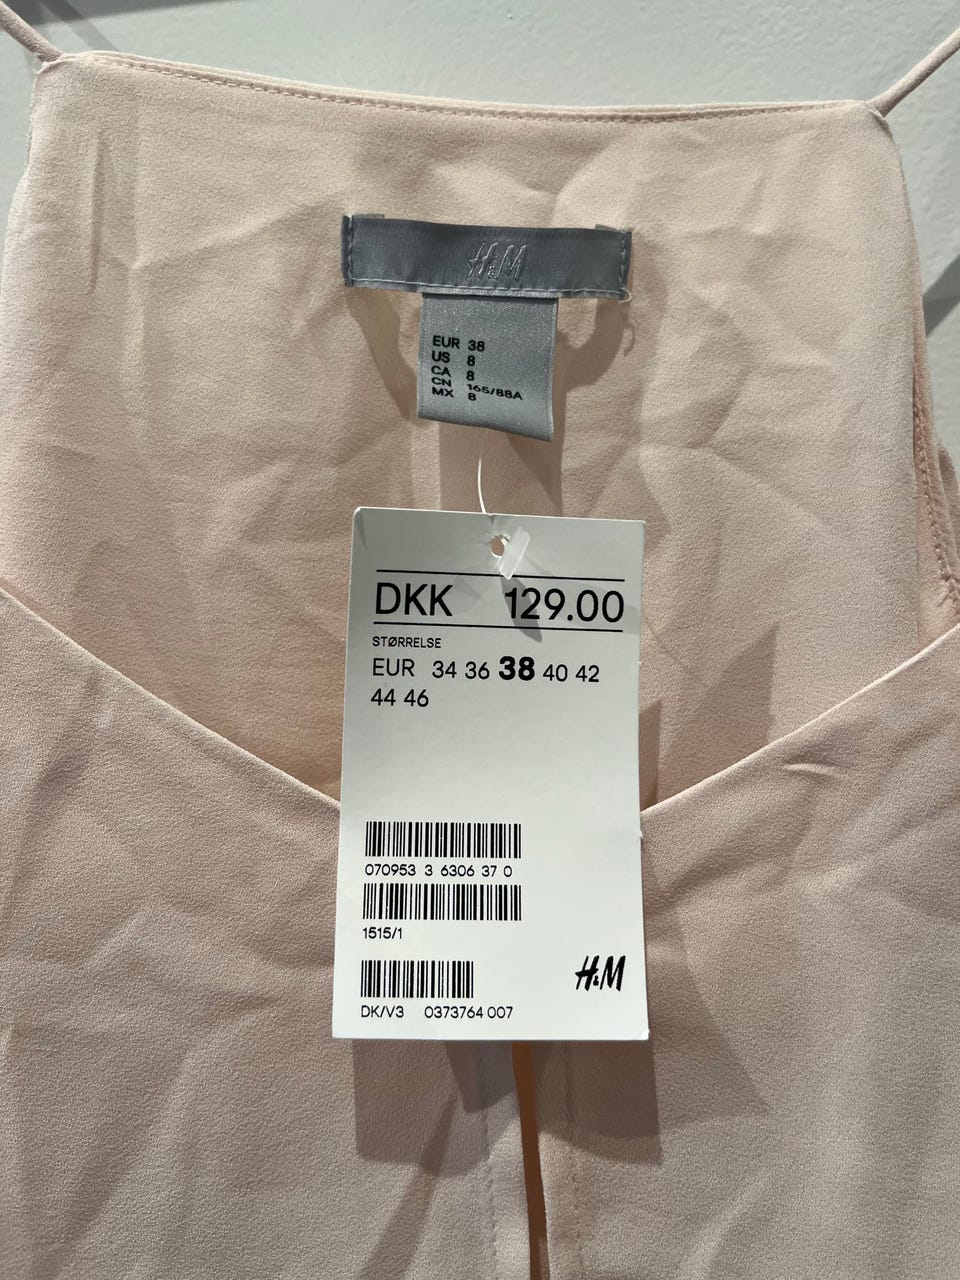 H&M
EUR 38
US 8
CA 8
CN 165/88A
MX 8
DKK 129.00
STØRRELSE
EUR 34 36 38 40 42
44 46
070953 3 6306 37 0
1515/1
H&M
DK/V3 0373764 007